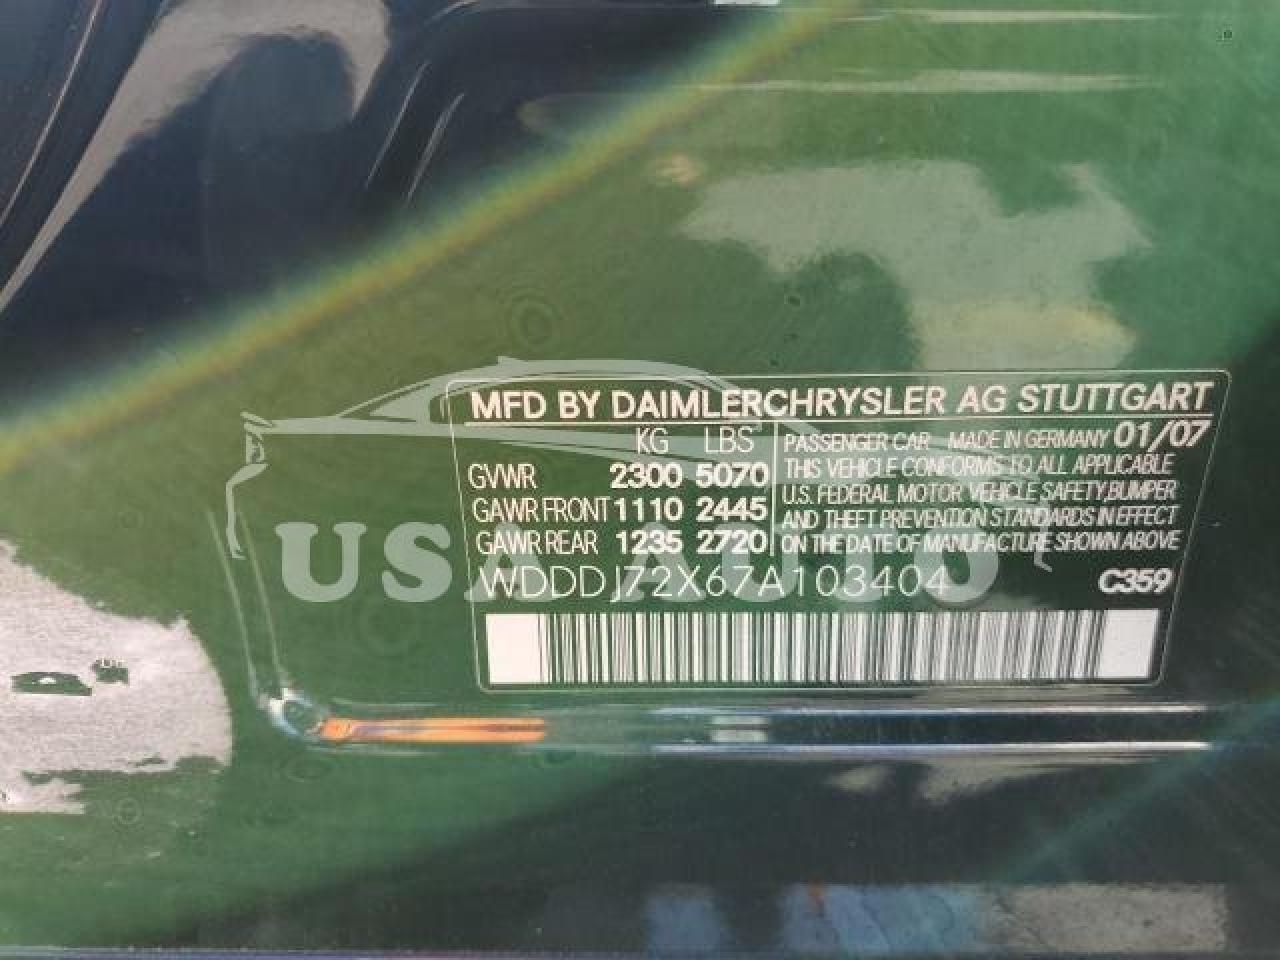 MFD BY DAIMLERCHRYSLER AG STUTTGART
KG LBS
GVWR 2300 5070
GAWR FRONT 1110 2445
GAWR REAR 1235 2720
PASSENGER CAR MADE IN GERMANY 01/07
THIS VEHICLE CONFORMS TO ALL APPLICABLE
U.S. FEDERAL MOTOR VEHICLE SAFETY,BUMPER
AND THEFT PREVENTION STANDARDS IN EFFECT
ON THE DATE OF MANUFACTURE SHOWN ABOVE
WDDDJ72X67A103404 C359
USA AUTO